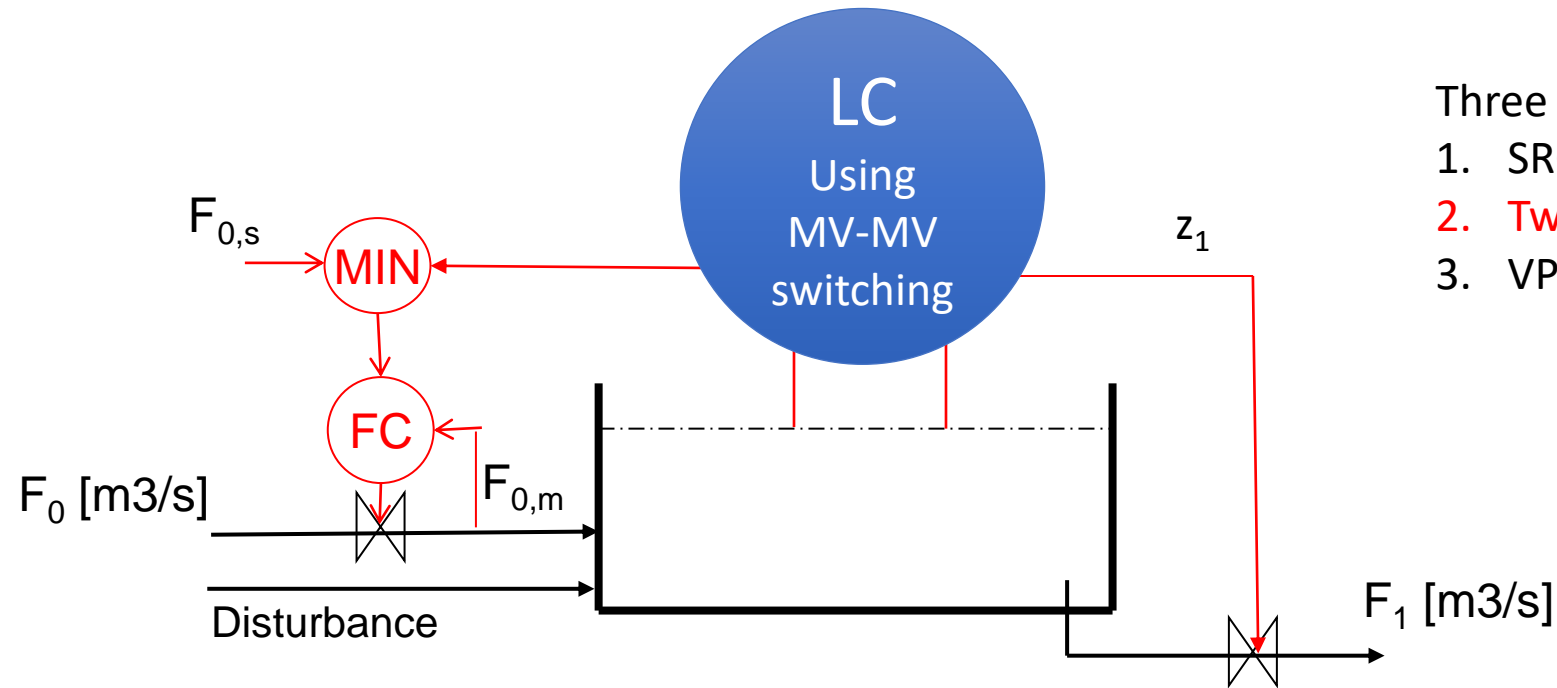 LC
Using
MV-MV
switching
Three
1. SR
2. Tw
3. VP
F₀,s
MIN
z₁
FC
F₀,m
F₀ [m3/s]
Disturbance
F₁ [m3/s]